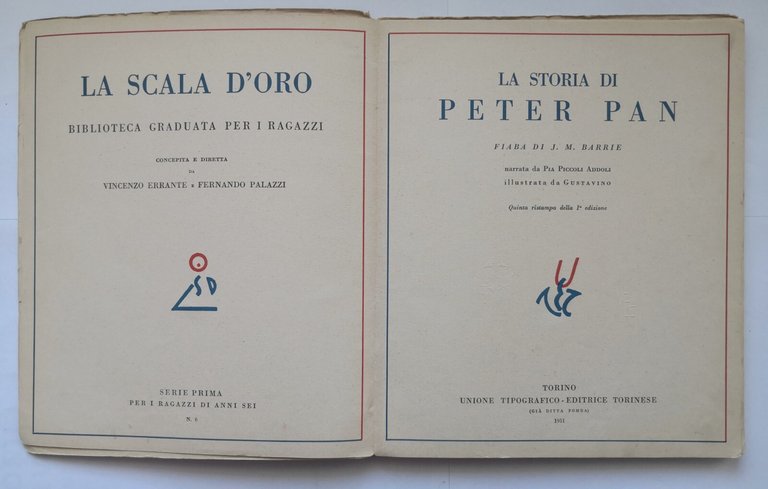 LA SCALA D'ORO
BIBLIOTECA GRADUATA PER I RAGAZZI
CONCEPITA E DIRETTA
DA
VINCENZO ERRANTE E FERNANDO PALAZZI
SD
SERIE PRIMA
PER I RAGAZZI DI ANNI SEI
N. 6
LA STORIA DI
PETER PAN
FIABA DI J. M. BARRIE
narrata da PIA PICCOLI ADDOLI
illustrata da GUSTAVINO
Quinta ristampa della 1ª edizione
TORINO
UNIONE TIPOGRAFICO-EDITRICE TORINESE
(GIÀ DITTA POMBA)
1951